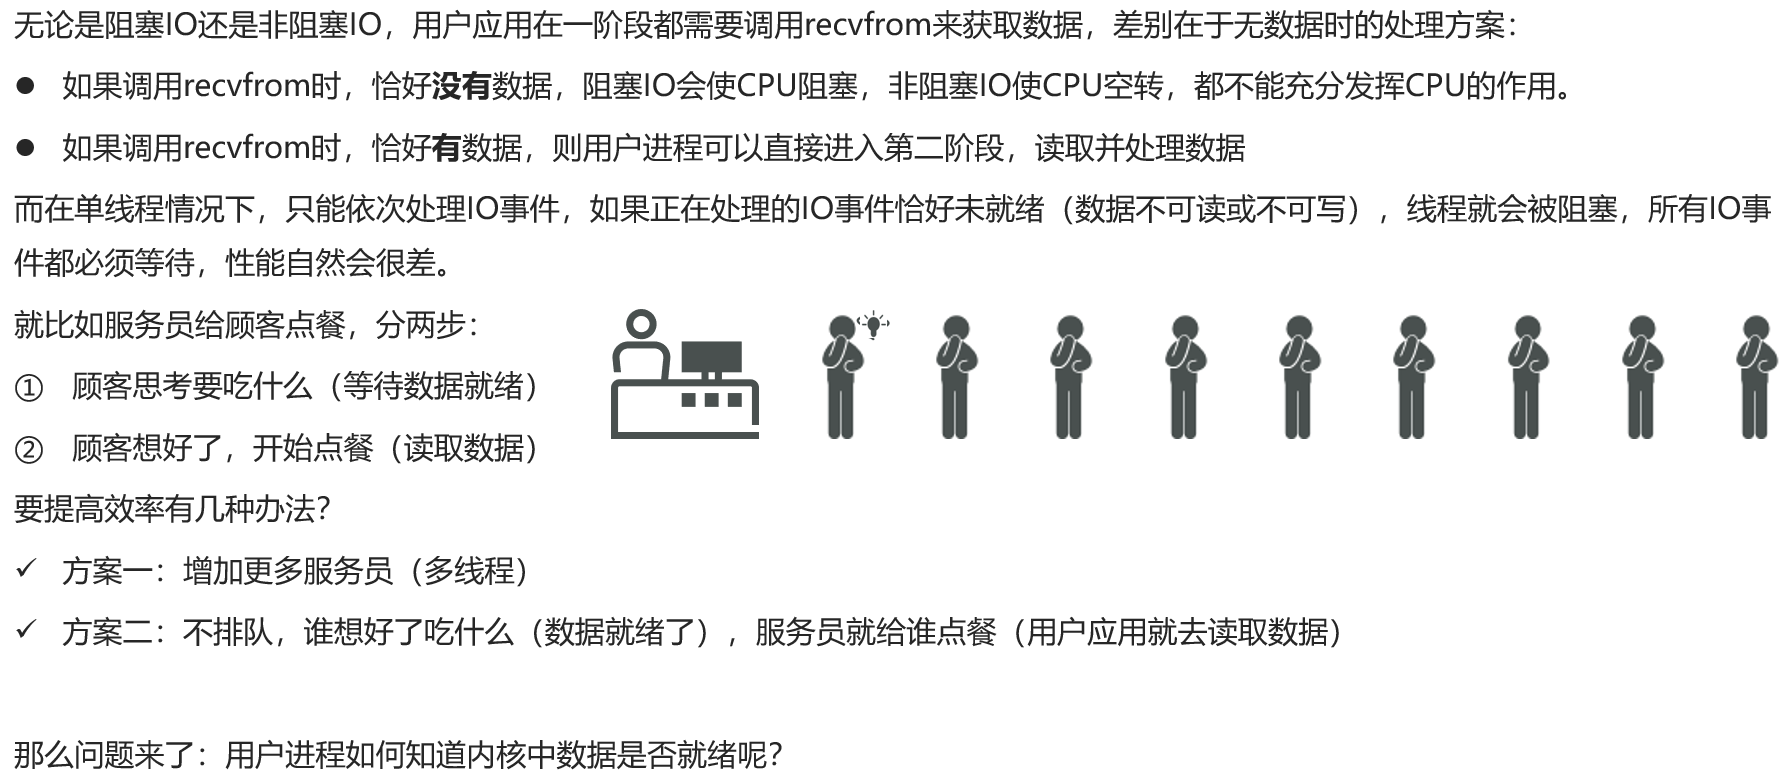 无论是阻塞IO还是非阻塞IO，用户应用在一阶段都需要调用recvfrom来获取数据，差别在于无数据时的处理方案：
● 如果调用recvfrom时，恰好没有数据，阻塞IO会使CPU阻塞，非阻塞IO使CPU空转，都不能充分发挥CPU的作用。
● 如果调用recvfrom时，恰好有数据，则用户进程可以直接进入第二阶段，读取并处理数据
而在单线程情况下，只能依次处理IO事件，如果正在处理的IO事件恰好未就绪（数据不可读或不可写），线程就会被阻塞，所有IO事
件都必须等待，性能自然会很差。
就比如服务员给顾客点餐，分两步：
① 顾客思考要吃什么（等待数据就绪）
② 顾客想好了，开始点餐（读取数据）
要提高效率有几种办法？
✓ 方案一：增加更多服务员（多线程）
✓ 方案二：不排队，谁想好了吃什么（数据就绪了），服务员就给谁点餐（用户应用就去读取数据）
那么问题来了：用户进程如何知道内核中数据是否就绪呢？